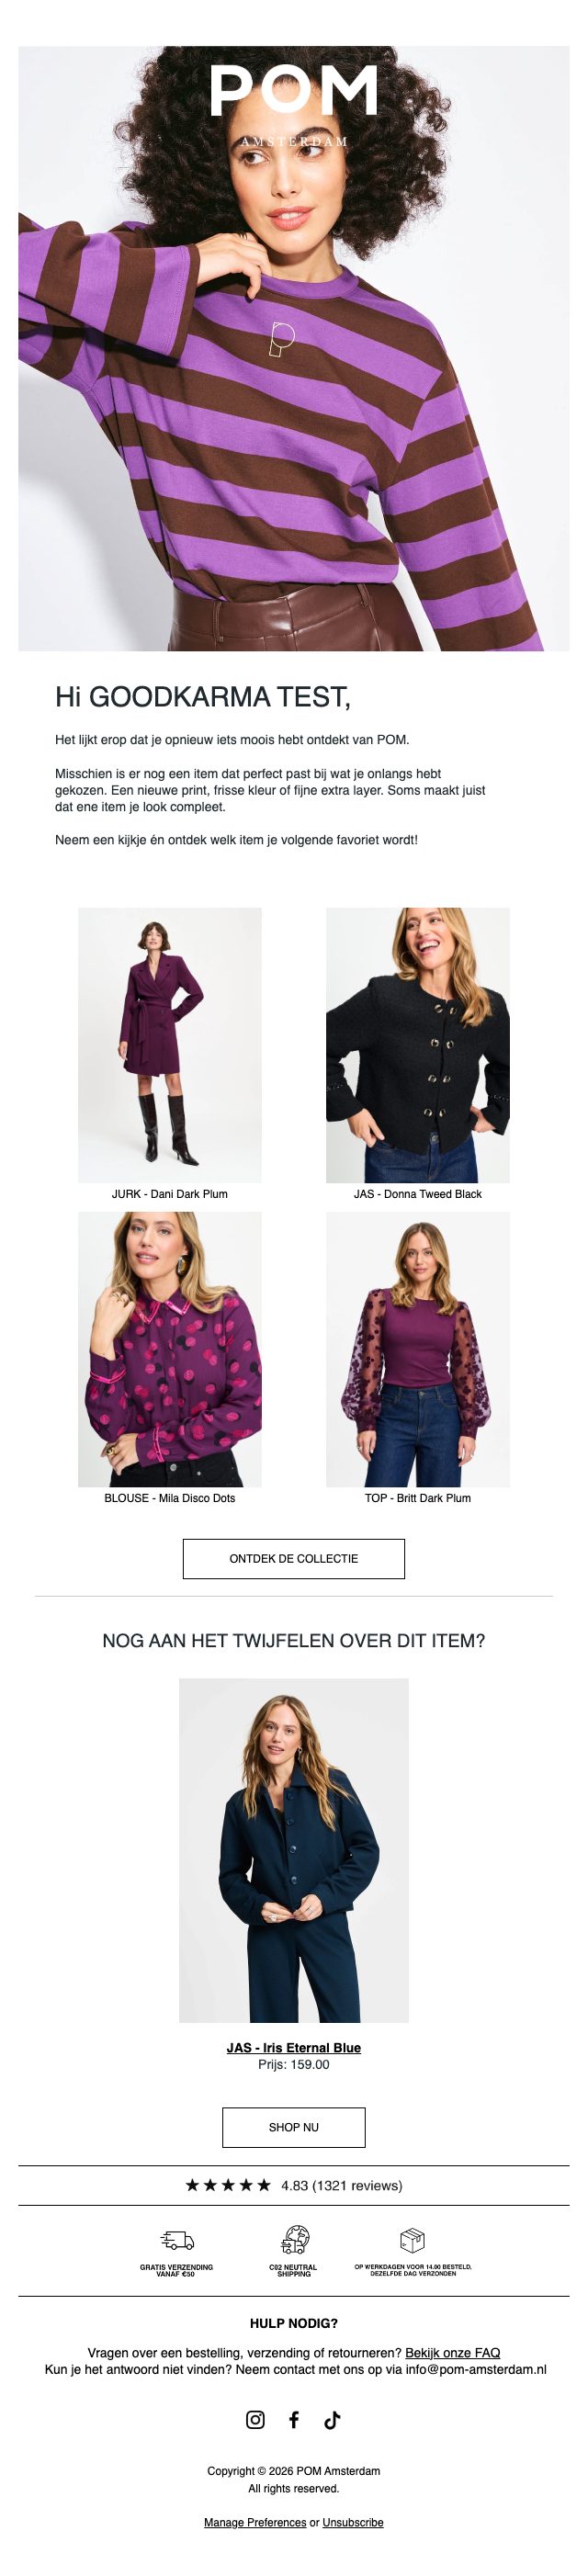 POM
AMSTERDAM
P
Hi GOODKARMA TEST,
Het lijkt erop dat je opnieuw iets moois hebt ontdekt van POM.
Misschien is er nog een item dat perfect past bij wat je onlangs hebt
gekozen. Een nieuwe print, frisse kleur of fijne extra layer. Soms maakt juist
dat ene item je look compleet.
Neem een kijkje én ontdek welk item je volgende favoriet wordt!
JURK - Dani Dark Plum
JAS - Donna Tweed Black
BLOUSE - Mila Disco Dots
TOP - Britt Dark Plum
ONTDEK DE COLLECTIE
NOG AAN HET TWIJFELEN OVER DIT ITEM?
JAS - Iris Eternal Blue
Prijs: 159.00
SHOP NU
★★★★★ 4.83 (1321 reviews)
GRATIS VERZENDING
VANAF €50
C02 NEUTRAL
SHIPPING
OP WERKDAGEN VOOR 14.00 BESTELD,
DEZELFDE DAG VERZONDEN
HULP NODIG?
Vragen over een bestelling, verzending of retourneren? Bekijk onze FAQ
Kun je het antwoord niet vinden? Neem contact met ons op via info@pom-amsterdam.nl
Copyright © 2026 POM Amsterdam
All rights reserved.
Manage Preferences or Unsubscribe